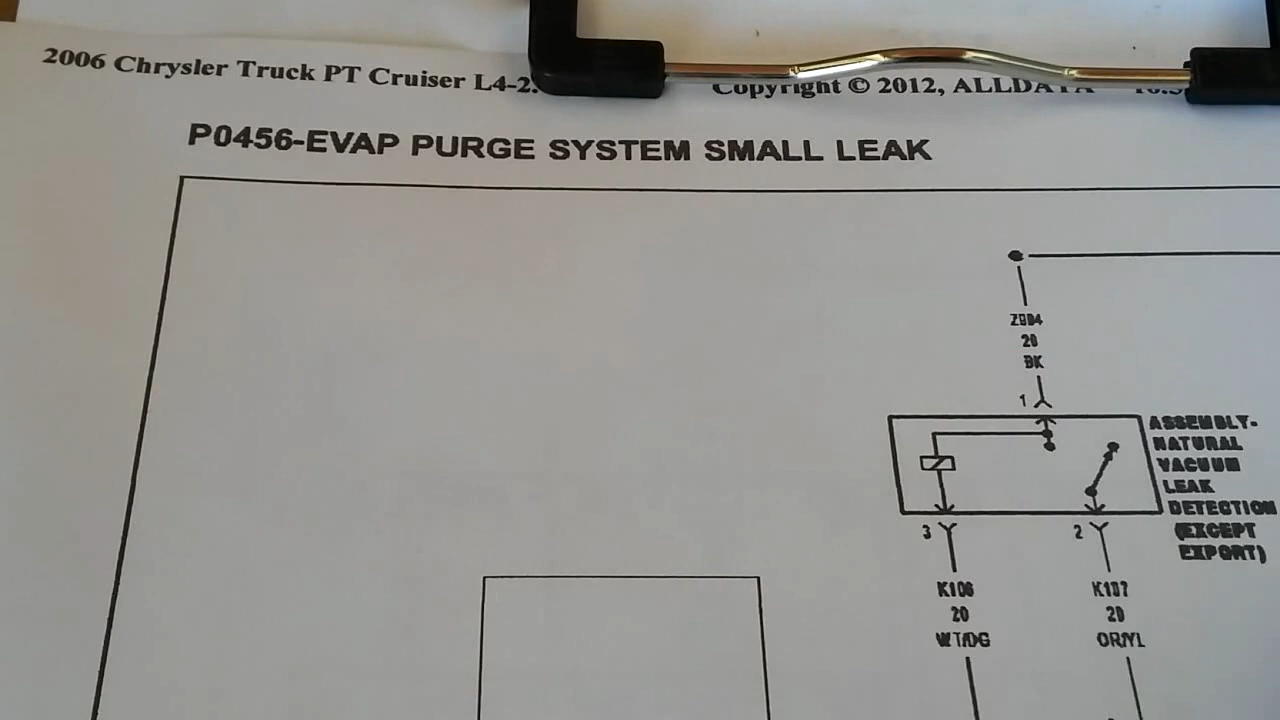 2006 Chrysler Truck PT Cruiser L4-2.
Copyright © 2012, ALLDATA
P0456-EVAP PURGE SYSTEM SMALL LEAK
20
BK
1
ASSEMBLY-
NATURAL
VACUUM
LEAK
DETECTION
(EXCEPT
EXPORT)
3
2
K106
K107
20
20
WT/DG
OR/YL